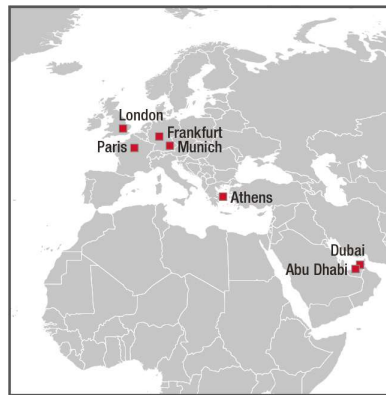 London
Frankfurt
Paris
Munich
Athens
Dubai
Abu Dhabi